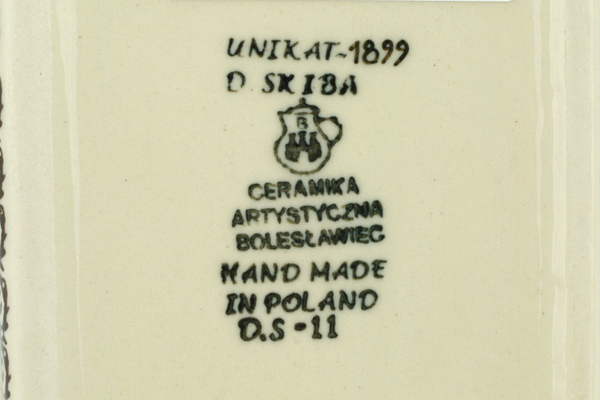 UNIKAT-1899
D SKIBA
B
CERAMIKA
ARTYSTYCZNA
BOLESŁAWIEC
HAND MADE
IN POLAND
D.S-11